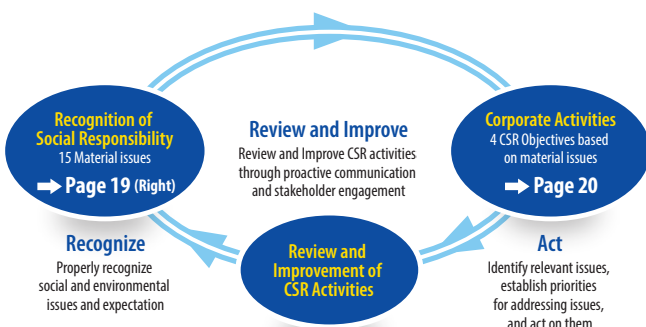 Recognition of
Social Responsibility
15 Material issues
➡ Page 19 (Right)
Recognize
Properly recognize
social and environmental
issues and expectation
Review and Improve
Review and Improve CSR activities
through proactive communication
and stakeholder engagement
Review and
Improvement of
CSR Activities
Corporate Activities
4 CSR Objectives based
on material issues
➡ Page 20
Act
Identify relevant issues,
establish priorities
for addressing issues,
and act on them